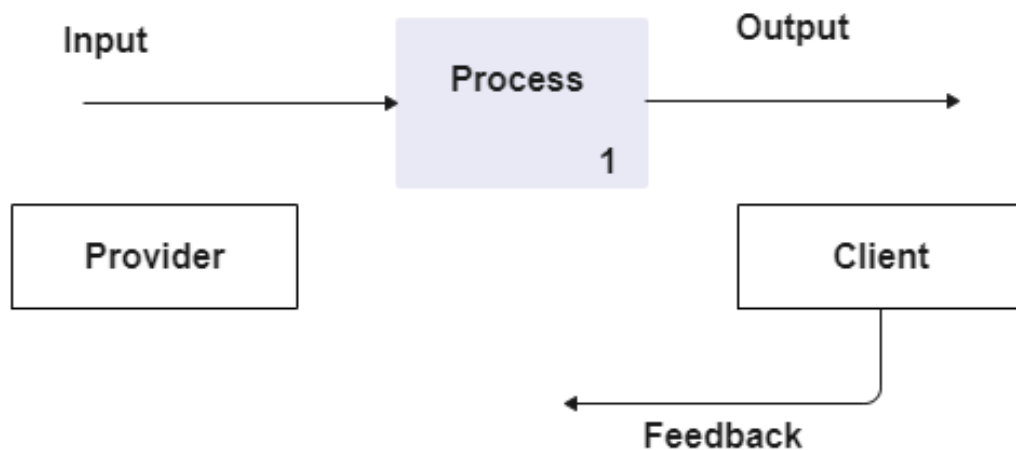 Input
Process
Output
1
Provider
Client
Feedback